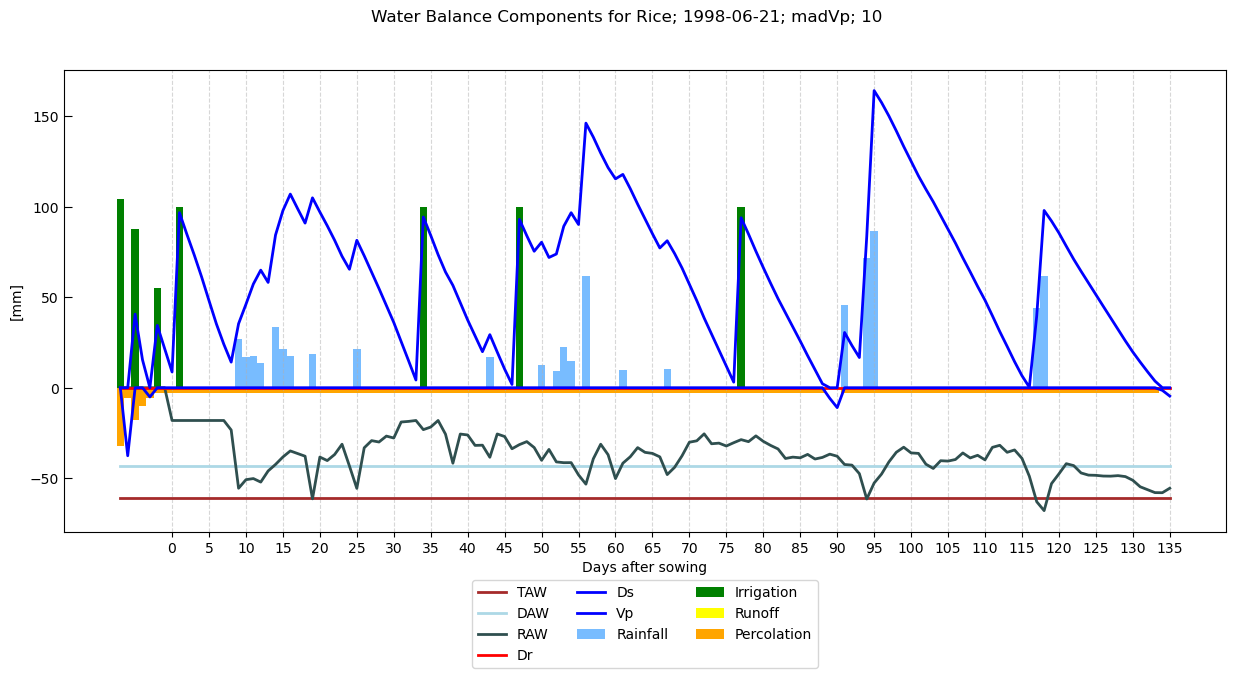 Water Balance Components for Rice; 1998-06-21; madVp; 10
150
100
50
0
−50
[mm]
0 5 10 15 20 25 30 35 40 45 50 55 60 65 70 75 80 85 90 95 100 105 110 115 120 125 130 135
Days after sowing
TAW Ds Irrigation
DAW Vp Runoff
RAW Rainfall Percolation
Dr